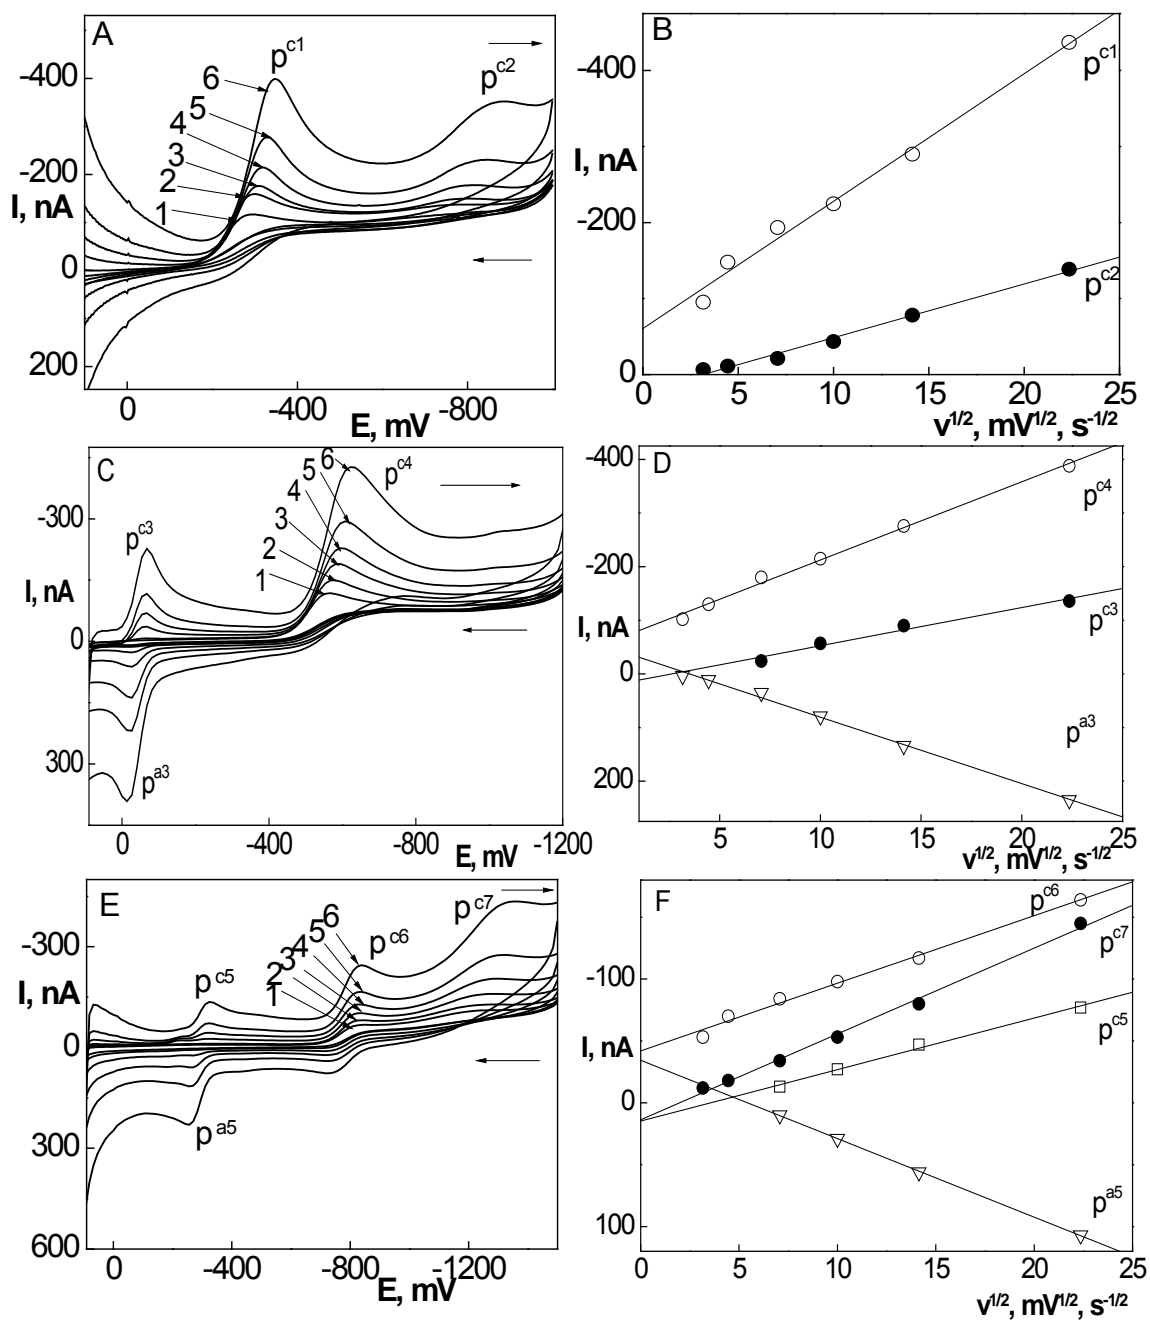 A
p^c1
p^c2
6
5
4
3
2
1
-400
-200
I, nA
0
200
0
-400
-800
E, mV
B
p^c1
p^c2
-400
I, nA
-200
0
0
5
10
15
20
25
v^1/2, mV^1/2, s^-1/2
C
p^c3
p^c4
6
5
4
3
2
1
-300
I, nA
0
300
p^a3
0
-400
-800
-1200
E, mV
D
p^c4
p^c3
p^a3
-400
-200
I, nA
0
200
5
10
15
20
25
v^1/2, mV^1/2, s^-1/2
E
p^c5
p^c6
p^c7
6
5
4
3
2
1
-300
I, nA
0
300
600
p^a5
0
-400
-800
-1200
E, mV
F
p^c6
p^c7
p^c5
p^a5
-100
I, nA
0
100
0
5
10
15
20
25
v^1/2, mV^1/2, s^-1/2